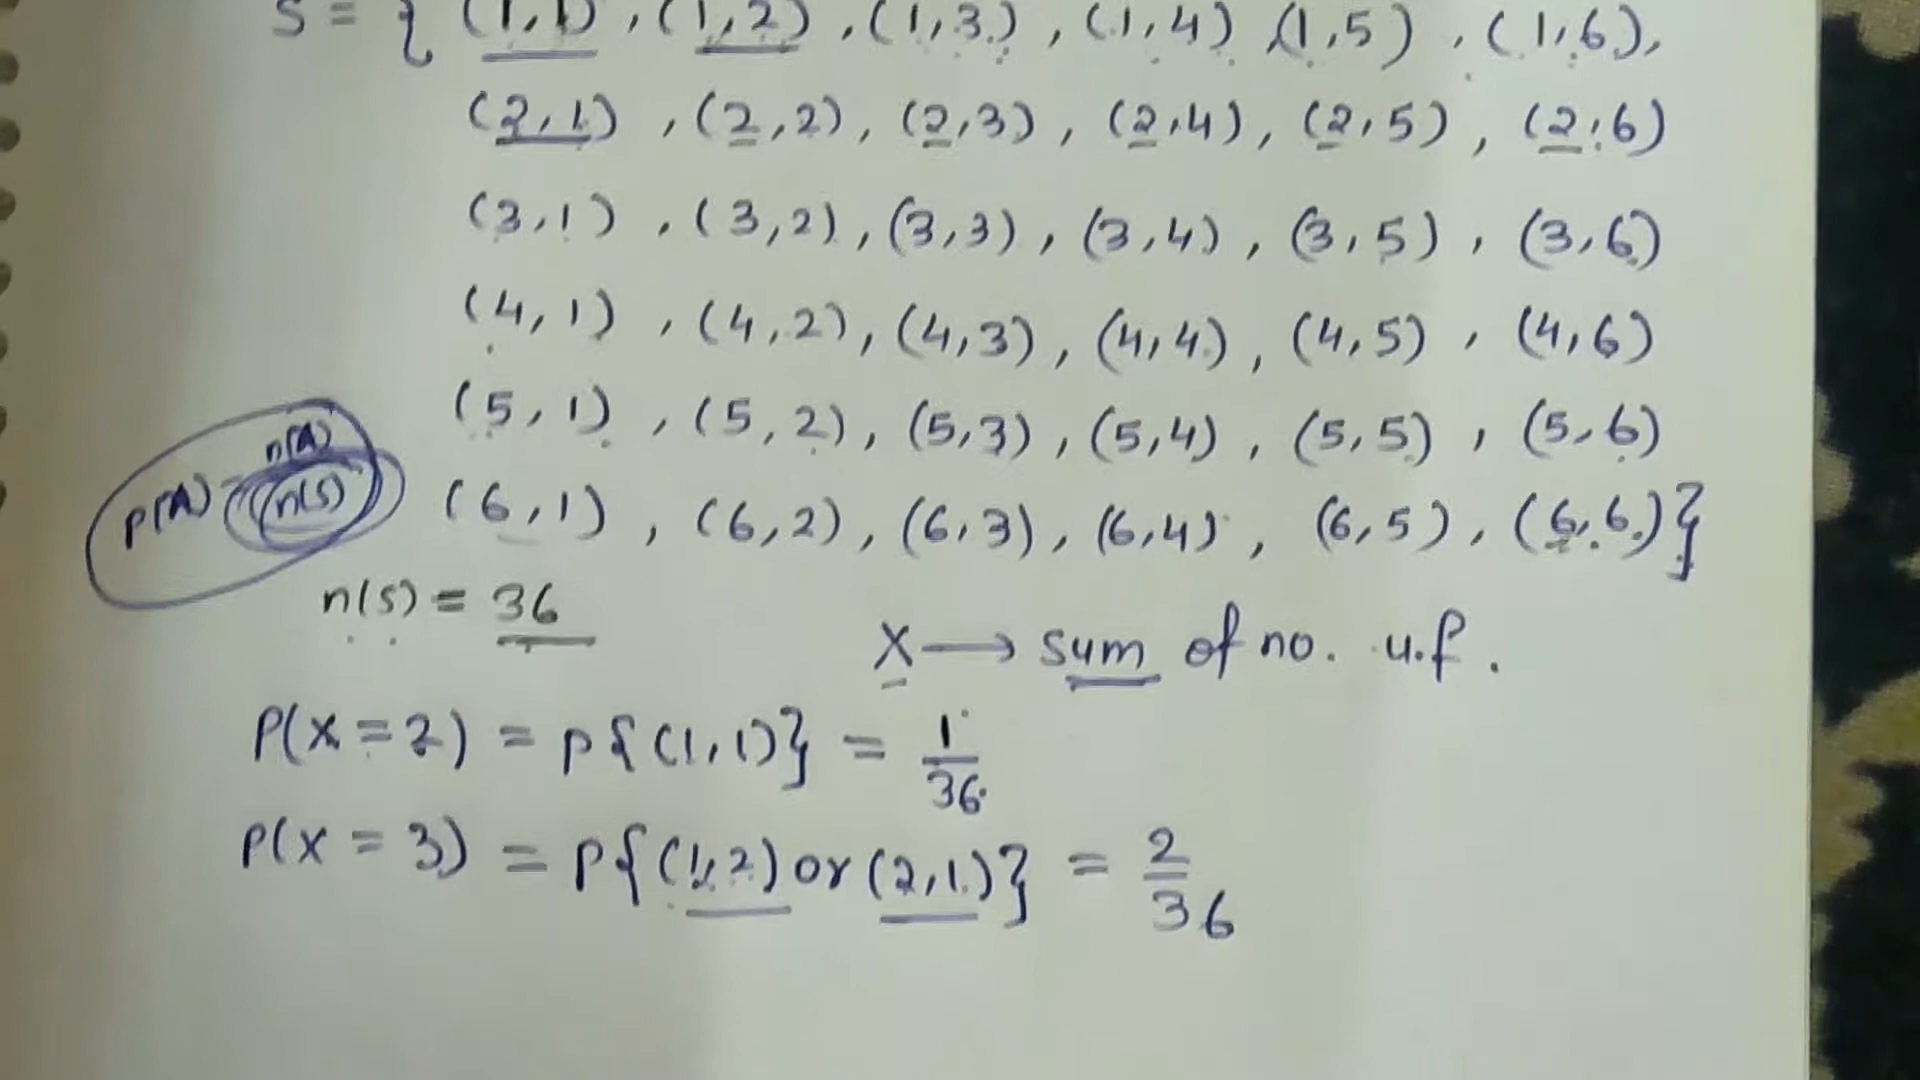 S = { (1,1) , (1,2) , (1,3) , (1,4) (1,5) , (1,6),
(2,1) , (2,2) , (2,3) , (2,4) , (2,5) , (2,6)
(3,1) , (3,2) , (3,3) , (3,4) , (3,5) , (3,6)
(4,1) , (4,2) , (4,3) , (4,4) , (4,5) , (4,6)
(5,1) , (5,2) , (5,3) , (5,4) , (5,5) , (5,6)
(6,1) , (6,2) , (6,3) , (6,4) , (6,5) , (6,6) }
P(A) = n(A)/n(S)
n(S) = 36
X → sum of no. u.f.
P(X = 2) = P{(1,1)} = 1/36
P(X = 3) = P{(1,2) or (2,1)} = 2/36